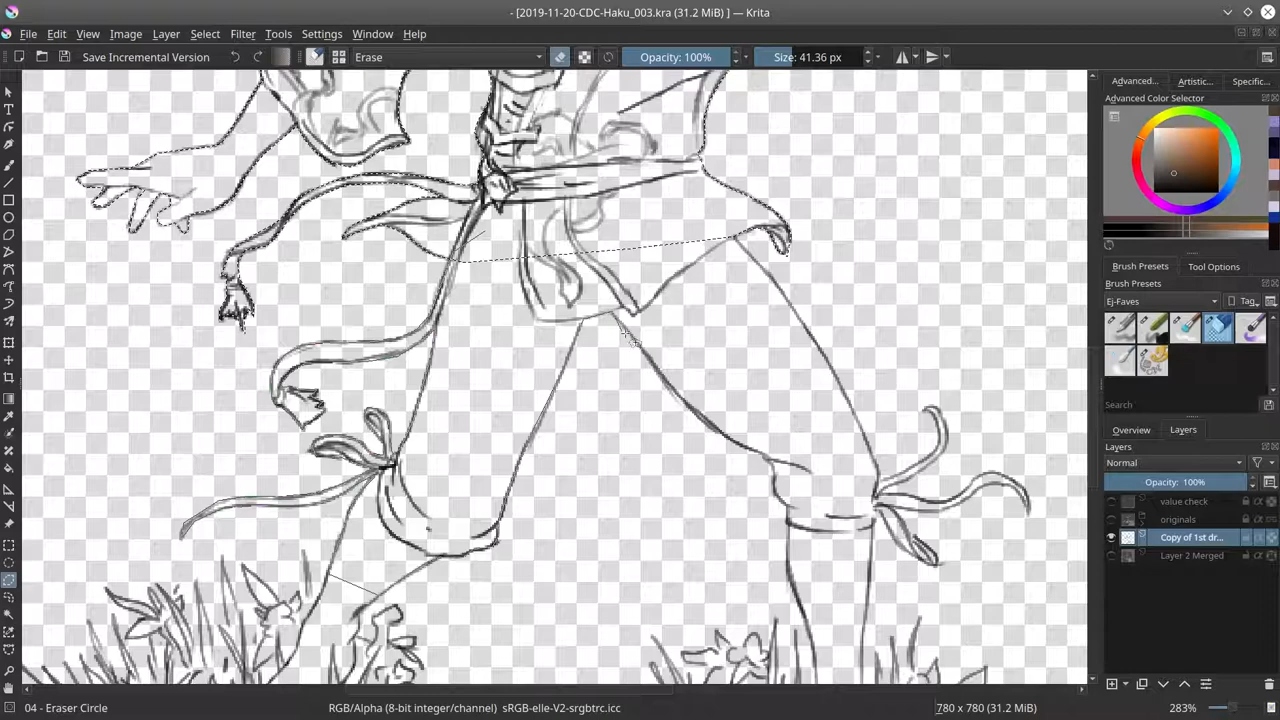 - [2019-11-20-CDC-Haku_003.kra (31.2 MiB) ] — Krita
File Edit View Image Layer Select Filter Tools Settings Window Help
Save Incremental Version Erase Opacity: 100% Size: 41.36 px
Advanced... Artistic... Specific...
Advanced Color Selector
Brush Presets Tool Options
Brush Presets
Ej-Faves Tag
Search
Overview Layers
Layers
Normal
Opacity: 100%
value check
originals
Copy of 1st dr...
Layer 2 Merged
04 - Eraser Circle RGB/Alpha (8-bit integer/channel) sRGB-elle-V2-srgbtrc.icc 780 x 780 (31.2 MiB) 283%